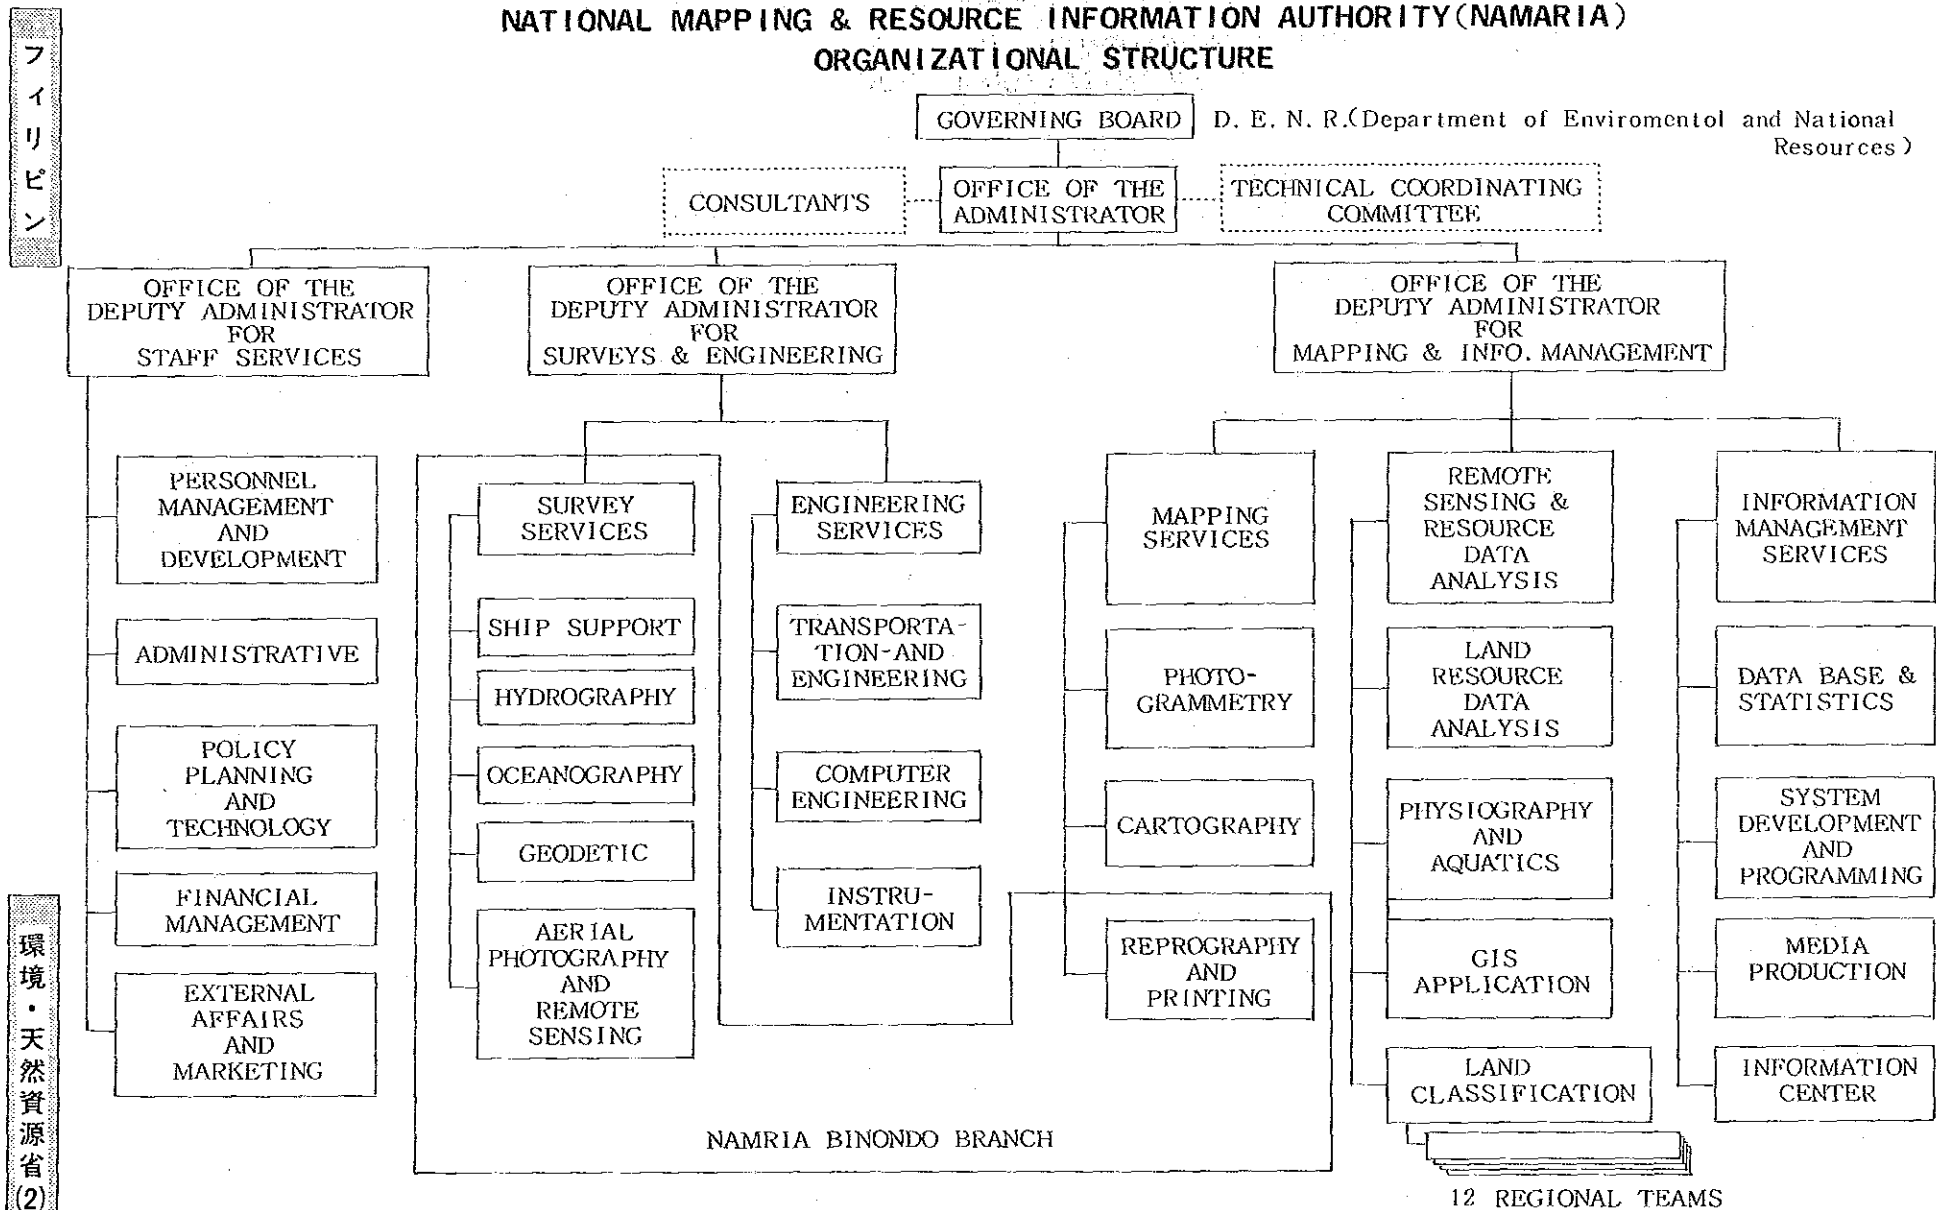 フィリピン
NATIONAL MAPPING & RESOURCE INFORMATION AUTHORITY(NAMARIA)
ORGANIZATIONAL STRUCTURE
GOVERNING BOARD
D. E. N. R.(Department of Enviromentol and National
Resources)
CONSULTANTS
OFFICE OF THE
ADMINISTRATOR
TECHNICAL COORDINATING
COMMITTEE
OFFICE OF THE
DEPUTY ADMINISTRATOR
FOR
STAFF SERVICES
OFFICE OF THE
DEPUTY ADMINISTRATOR
FOR
SURVEYS & ENGINEERING
OFFICE OF THE
DEPUTY ADMINISTRATOR
FOR
MAPPING & INFO. MANAGEMENT
PERSONNEL
MANAGEMENT
AND
DEVELOPMENT
ADMINISTRATIVE
POLICY
PLANNING
AND
TECHNOLOGY
FINANCIAL
MANAGEMENT
EXTERNAL
AFFAIRS
AND
MARKETING
SURVEY
SERVICES
SHIP SUPPORT
HYDROGRAPHY
OCEANOGRAPHY
GEODETIC
AERIAL
PHOTOGRAPHY
AND
REMOTE
SENSING
ENGINEERING
SERVICES
TRANSPORTA-
TION-AND
ENGINEERING
COMPUTER
ENGINEERING
INSTRU-
MENTATION
MAPPING
SERVICES
PHOTO-
GRAMMETRY
CARTOGRAPHY
REPROGRAPHY
AND
PRINTING
NAMRIA BINONDO BRANCH
REMOTE
SENSING &
RESOURCE
DATA
ANALYSIS
LAND
RESOURCE
DATA
ANALYSIS
PHYSIOGRAPHY
AND
AQUATICS
GIS
APPLICATION
LAND
CLASSIFICATION
12 REGIONAL TEAMS
INFORMATION
MANAGEMENT
SERVICES
DATA BASE &
STATISTICS
SYSTEM
DEVELOPMENT
AND
PROGRAMMING
MEDIA
PRODUCTION
INFORMATION
CENTER
環境・天然資源省(2)